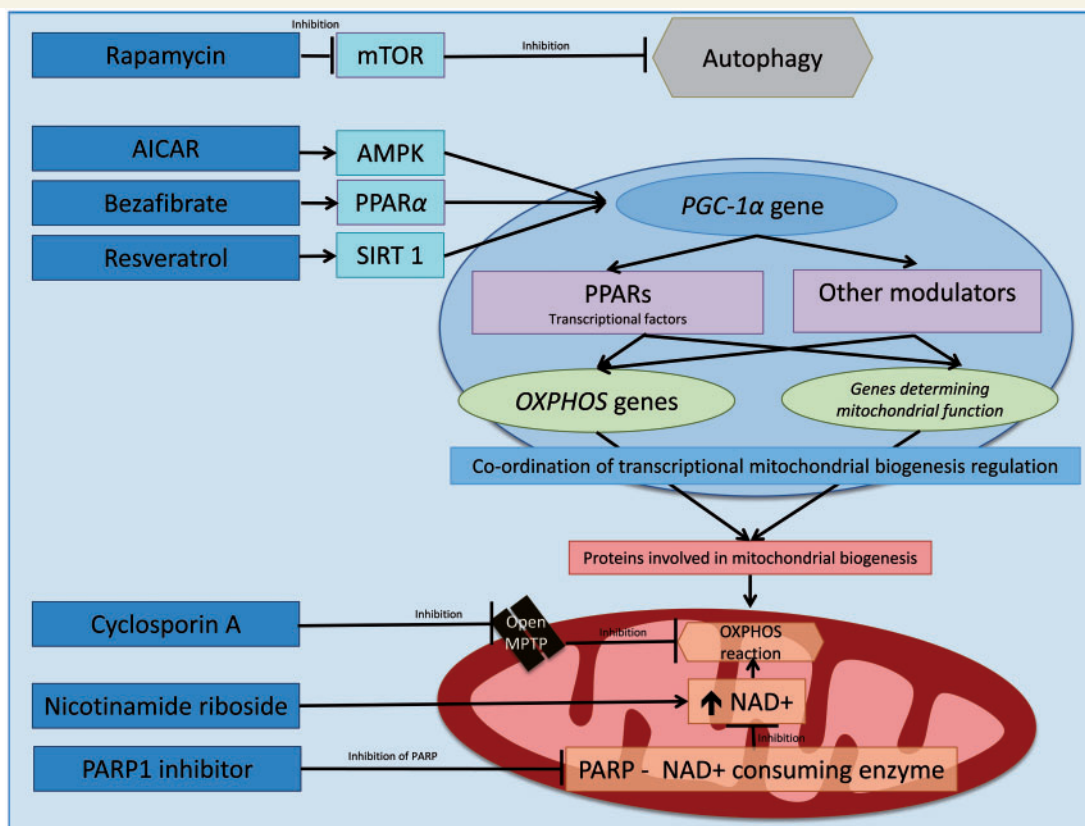 Inhibition
Rapamycin
mTOR
Inhibition
Autophagy
AICAR
AMPK
Bezafibrate
PPARα
PGC-1α gene
Resveratrol
SIRT 1
PPARs
Transcriptional factors
Other modulators
OXPHOS genes
Genes determining
mitochondrial function
Co-ordination of transcriptional mitochondrial biogenesis regulation
Proteins involved in mitochondrial biogenesis
Cyclosporin A
Inhibition
Open
MPTP
Inhibition
OXPHOS
reaction
Nicotinamide riboside
NAD+
Inhibition
PARP1 inhibitor
Inhibition of PARP
PARP - NAD+ consuming enzyme